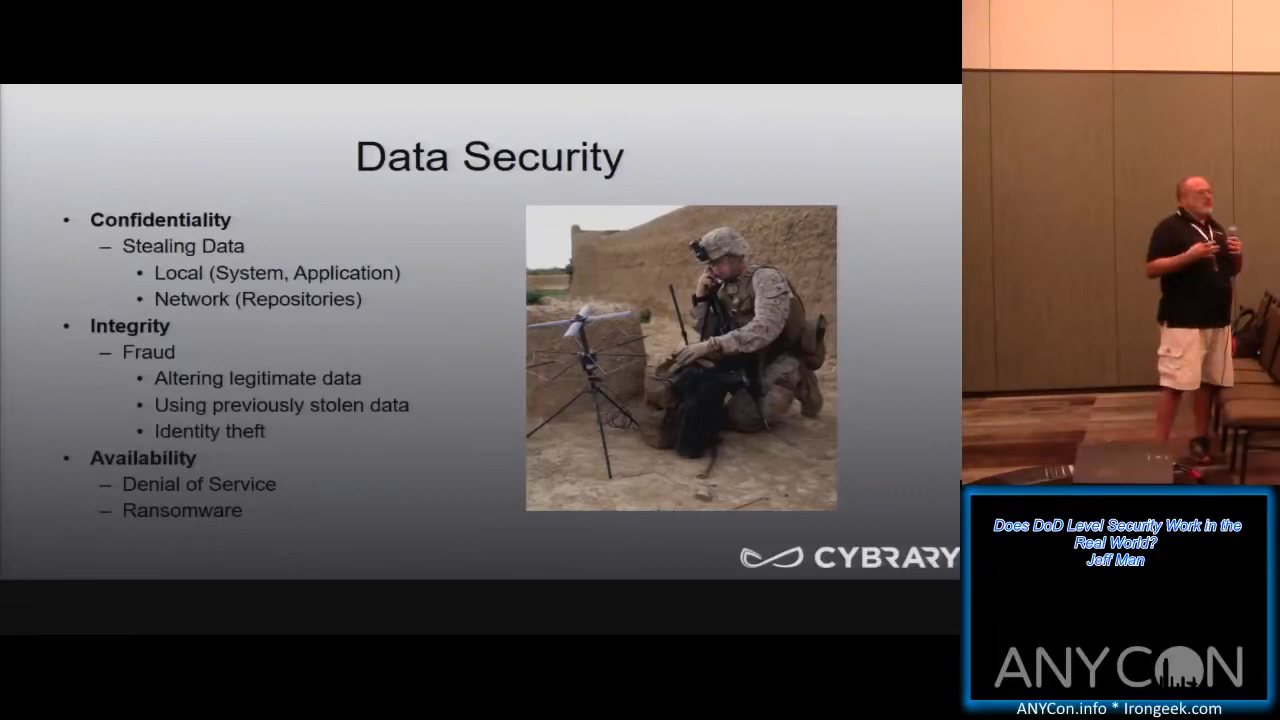 Data Security
• Confidentiality
– Stealing Data
• Local (System, Application)
• Network (Repositories)
• Integrity
– Fraud
• Altering legitimate data
• Using previously stolen data
• Identity theft
• Availability
– Denial of Service
– Ransomware
CYBRARY
Does DoD Level Security Work in the
Real World?
Jeff Man
ANYCON
ANYCon.info * Irongeek.com